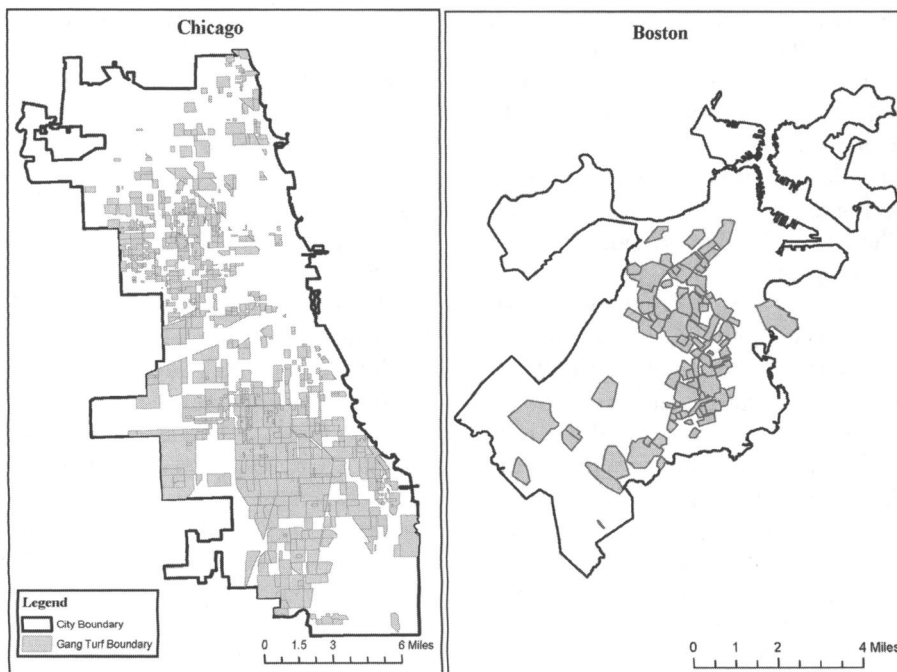 Chicago
Legend
City Boundary
Gang Turf Boundary
0 1.5 3 6 Miles
Boston
0 1 2 4 Miles